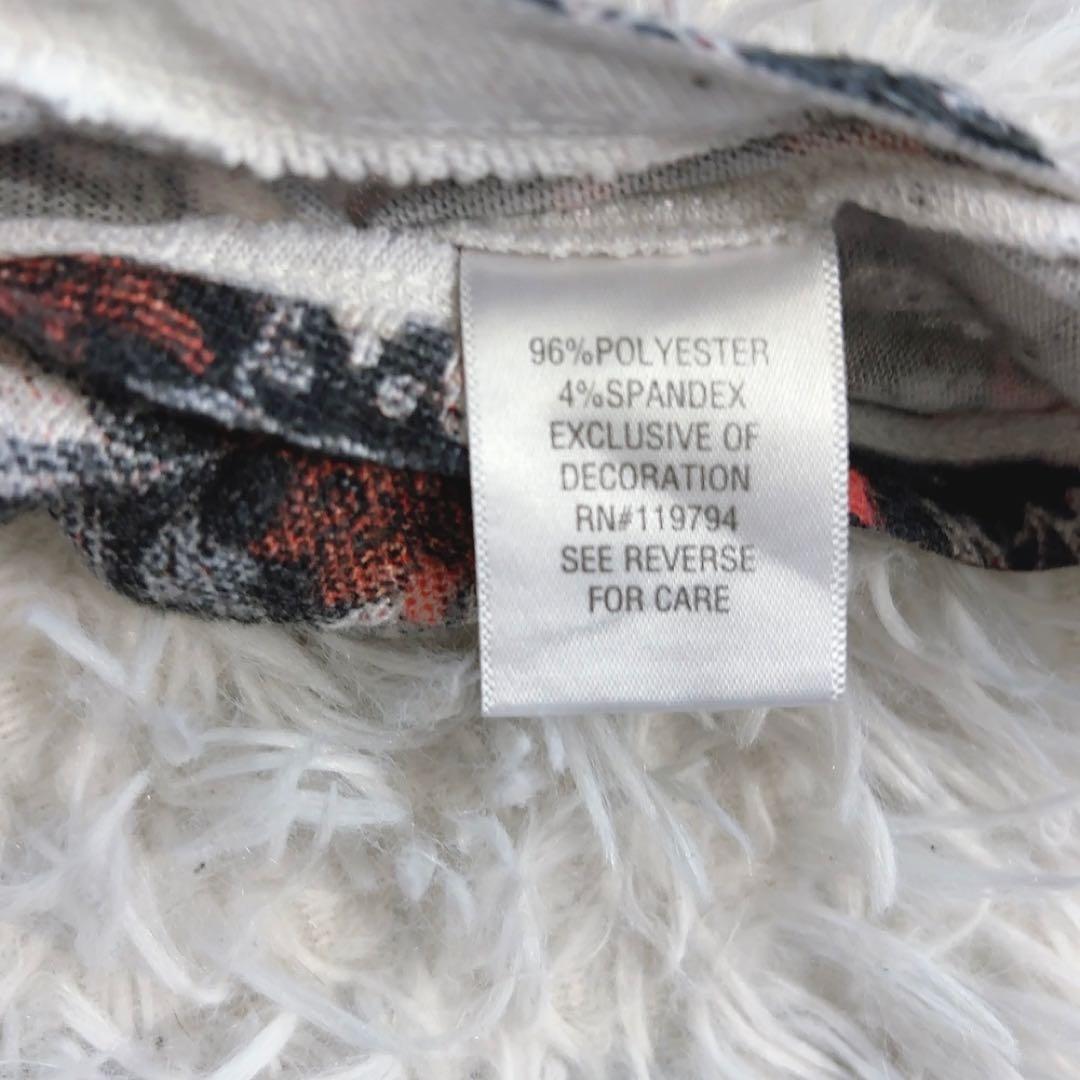 96%POLYESTER
4%SPANDEX
EXCLUSIVE OF
DECORATION
RN#119794
SEE REVERSE
FOR CARE